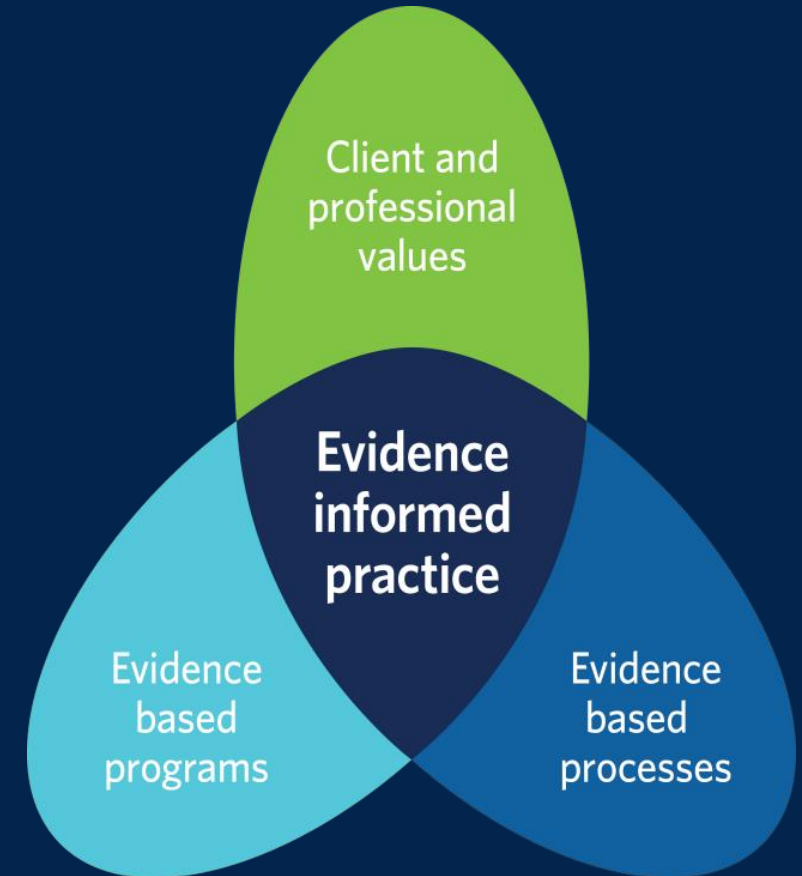 Client and
professional
values
Evidence
informed
practice
Evidence
based
programs
Evidence
based
processes